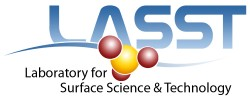 LASST
Laboratory for
Surface Science & Technology